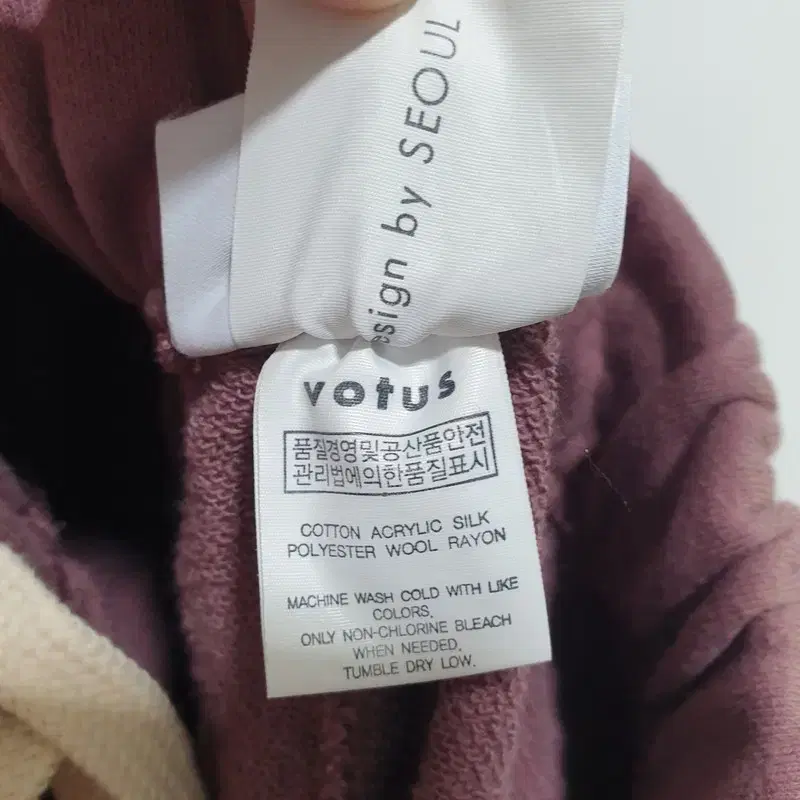 esign by SEOUL
votus
품질경영및공산품안전
관리법에의한품질표시
COTTON ACRYLIC SILK
POLYESTER WOOL RAYON
MACHINE WASH COLD WITH LIKE
COLORS,
ONLY NON-CHLORINE BLEACH
WHEN NEEDED,
TUMBLE DRY LOW.